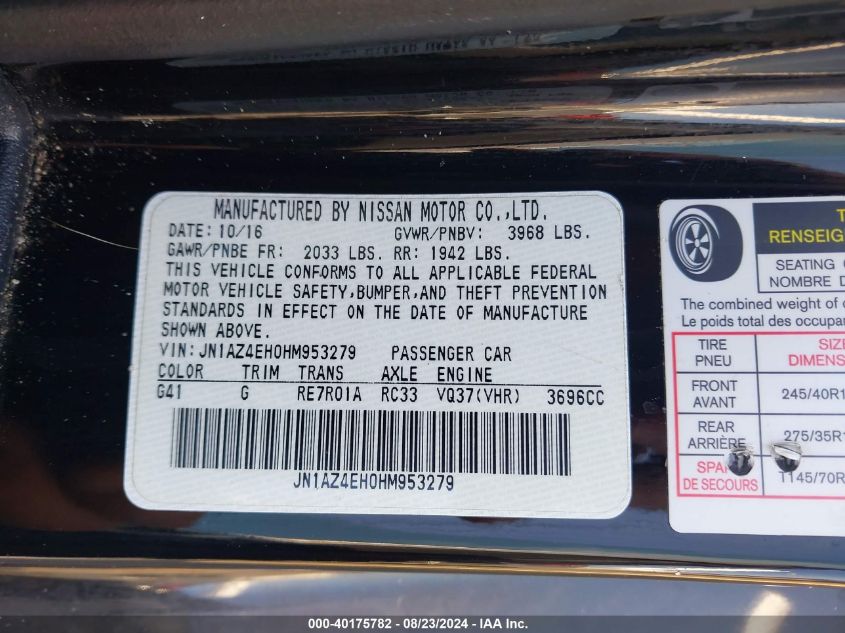 MANUFACTURED BY NISSAN MOTOR CO.,LTD.
DATE: 10/16 GVWR/PNBV: 3968 LBS.
GAWR/PNBE FR: 2033 LBS. RR: 1942 LBS.
THIS VEHICLE CONFORMS TO ALL APPLICABLE FEDERAL
MOTOR VEHICLE SAFETY,BUMPER,AND THEFT PREVENTION
STANDARDS IN EFFECT ON THE DATE OF MANUFACTURE
SHOWN ABOVE.
VIN:JN1AZ4EH0HM953279 PASSENGER CAR
COLOR TRIM TRANS AXLE ENGINE
G41 G RE7R01A RC33 VQ37(VHR) 3696CC
JN1AZ4EH0HM953279
T
RENSEIG
SEATING
NOMBRE D
The combined weight of
Le poids total des occupa
TIRE SIZ
PNEU DIMENS
FRONT
AVANT 245/40R1
REAR
ARRIÈRE 275/35R1
SPA
DE SECOURS T145/70R
000-40175782 - 08/23/2024 - IAA Inc.